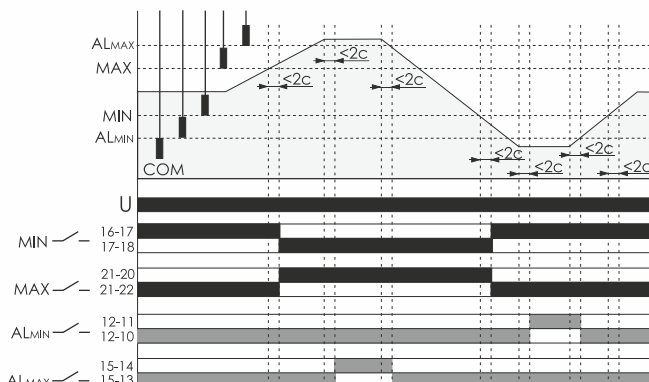 ALMAX
MAX
<2c
<2c
<2c
MIN
ALMIN
<2c
<2c
<2c
<2c
COM
U
MIN
16-17
17-18
MAX
21-20
21-22
ALMIN
12-11
12-10
ALMAX
15-14
15-13